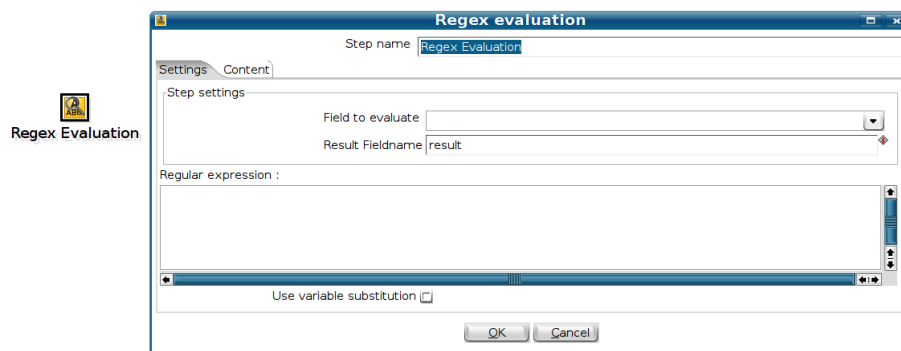 Regex evaluation
Step name Regex Evaluation
Settings Content
Step settings
Field to evaluate
Result Fieldname result
Regular expression :
Use variable substitution
OK Cancel
ABC
Regex Evaluation